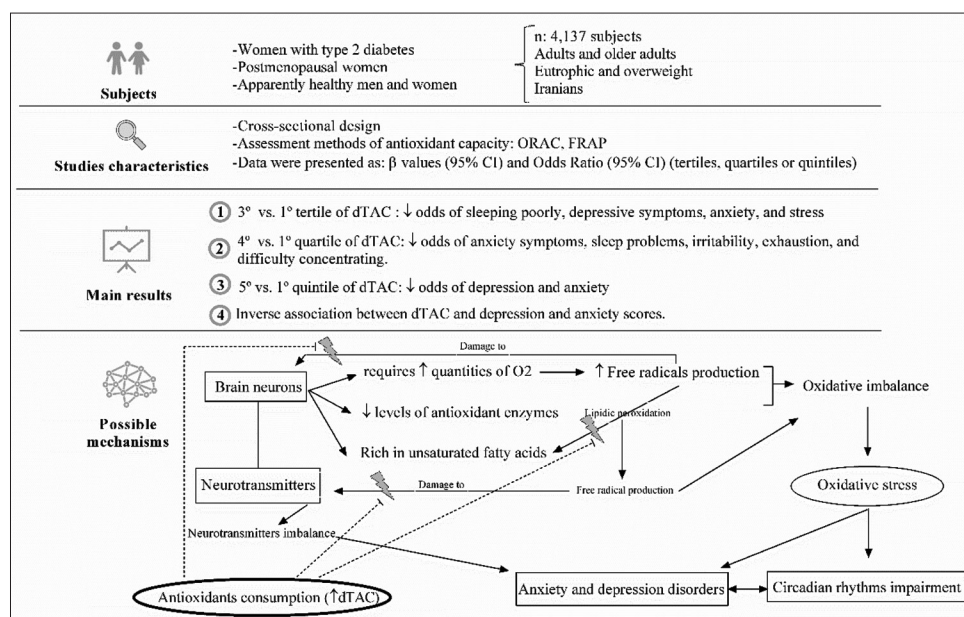 -Women with type 2 diabetes
-Postmenopausal women
-Apparently healthy men and women
n: 4,137 subjects
Adults and older adults
Eutrophic and overweight
Iranians
Subjects
-Cross-sectional design
-Assessment methods of antioxidant capacity: ORAC, FRAP
-Data were presented as: β values (95% CI) and Odds Ratio (95% CI) (tertiles, quartiles or quintiles)
Studies characteristics
1 3º vs. 1º tertile of dTAC : ↓ odds of sleeping poorly, depressive symptoms, anxiety, and stress
2 4º vs. 1º quartile of dTAC: ↓ odds of anxiety symptoms, sleep problems, irritability, exhaustion, and
difficulty concentrating.
3 5º vs. 1º quintile of dTAC: ↓ odds of depression and anxiety
4 Inverse association between dTAC and depression and anxiety scores.
Main results
Possible
mechanisms
Damage to
Brain neurons
requires ↑ quantities of O2
↑ Free radicals production
Oxidative imbalance
↓ levels of antioxidant enzymes
Lipidic peroxidation
Rich in unsaturated fatty acids
Neurotransmitters
Damage to
Free radical production
Oxidative stress
Neurotransmitters imbalance
Antioxidants consumption (↑dTAC)
Anxiety and depression disorders
Circadian rhythms impairment